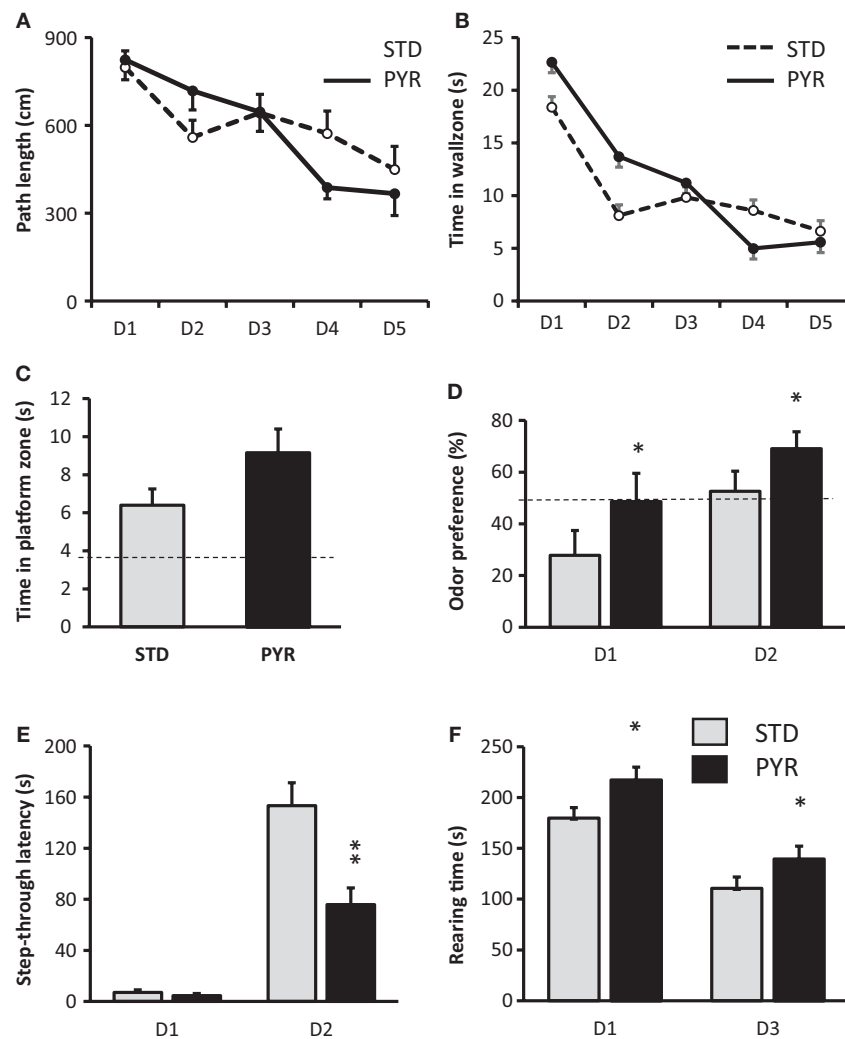 A
Path length (cm)
900
600
300
0
D1 D2 D3 D4 D5
STD
PYR
B
Time in wallzone (s)
25
20
15
10
5
0
D1 D2 D3 D4 D5
STD
PYR
C
Time in platform zone (s)
12
10
8
6
4
2
0
STD PYR
D
Odor preference (%)
80
60
40
20
0
* *
D1 D2
E
Step-through latency (s)
200
160
120
80
40
0
**
D1 D2
F
Rearing time (s)
250
200
150
100
50
0
* *
D1 D3
STD
PYR